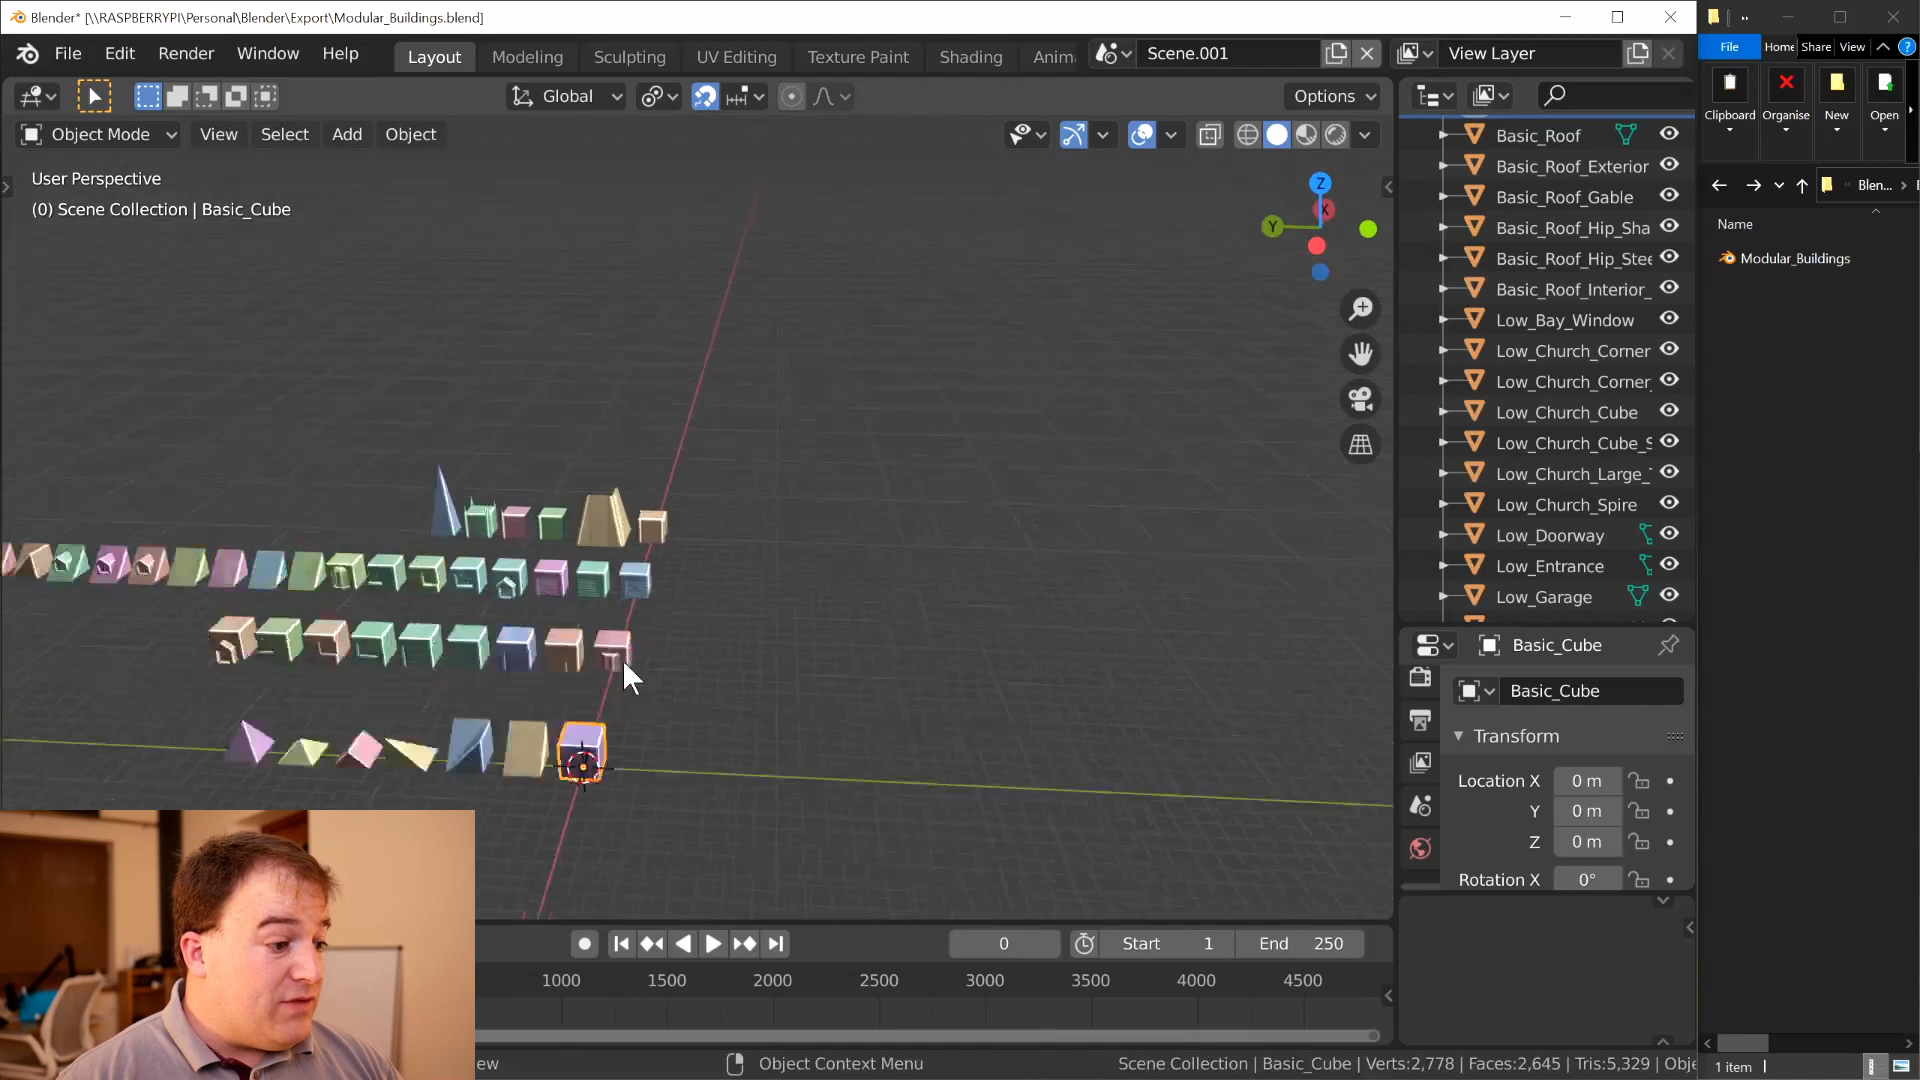 Blender* [\\RASPBERRYPI\Personal\Blender\Export\Modular_Buildings.blend]
File Edit Render Window Help Layout Modeling Sculpting UV Editing Texture Paint Shading Anim Scene.001 View Layer
File Home Share View
Global Options
Clipboard Organise New Open
Object Mode View Select Add Object
User Perspective
(0) Scene Collection | Basic_Cube
Z
X
Y
Basic_Roof
Basic_Roof_Exterior
Basic_Roof_Gable
Basic_Roof_Hip_Sha
Basic_Roof_Hip_Stee
Basic_Roof_Interior_
Low_Bay_Window
Low_Church_Corner
Low_Church_Corner_
Low_Church_Cube
Low_Church_Cube_S
Low_Church_Large_
Low_Church_Spire
Low_Doorway
Low_Entrance
Low_Garage
Blen...
Name
Modular_Buildings
Basic_Cube
Basic_Cube
Transform
Location X 0 m
Y 0 m
Z 0 m
Rotation X 0°
0 Start 1 End 250
1000 1500 2000 2500 3000 3500 4000 4500
ew Object Context Menu Scene Collection | Basic_Cube | Verts:2,778 | Faces:2,645 | Tris:5,329 | Obje
1 item